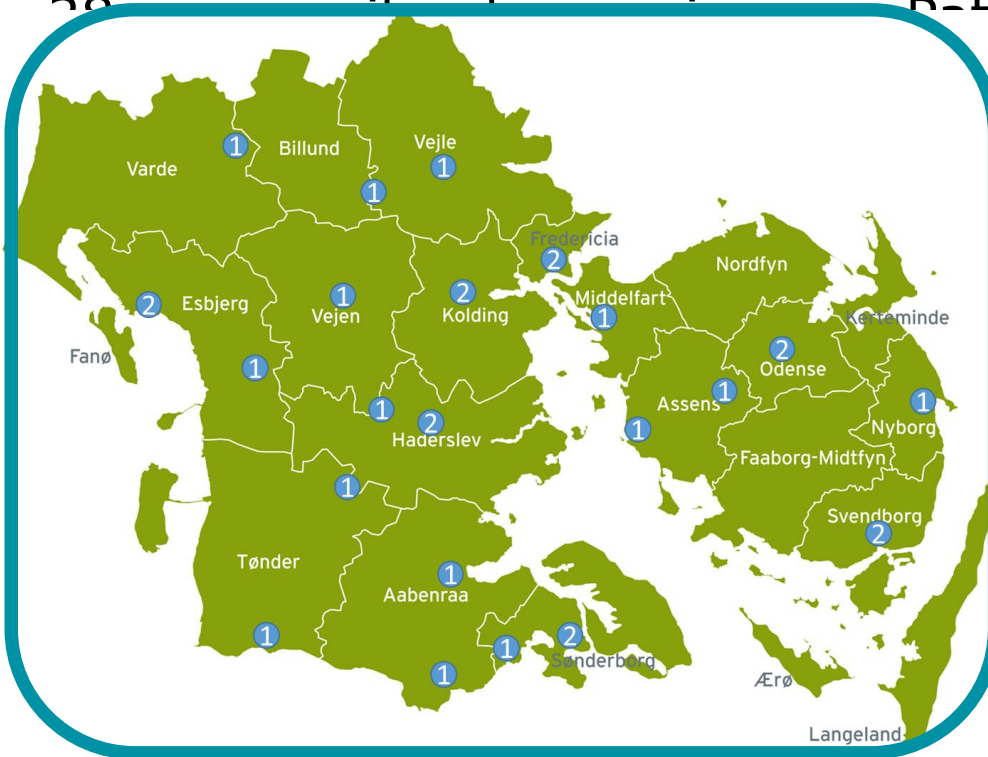 28
1
Billund
Vejle
Varde
1
1
Fredericia
2
Nordfyn
2
Esbjerg
1
Vejen
2
Kolding
Middelfart
1
Kerteminde
Fanø
2
Odense
1
1
Assens
1
Nyborg
1
2
Haderslev
1
Faaborg-Midtfyn
1
Svendborg
2
Tønder
1
Aabenraa
1
1
2
Sønderborg
1
Ærø
Langeland